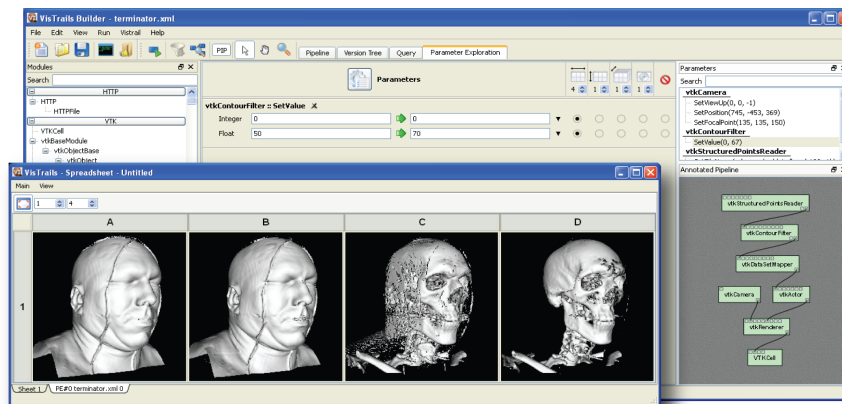 VisTrails Builder - terminator.xml
File Edit View Run Vistrail Help
PIP Pipeline Version Tree Query Parameter Exploration
Modules
Search
HTTP
HTTP
HTTPFile
VTK
VTKCell
vtkBaseModule
vtkObjectBase
vtkObject
Parameters
4 1 1 1
vtkContourFilter :: SetValue
Integer 0 0
Float 50 70
Parameters
Search
vtkCamera
SetViewUp(0, 0, -1)
SetPosition(745, -453, 369)
SetFocalPoint(135, 135, 150)
vtkContourFilter
SetValue(0, 67)
vtkStructuredPointsReader
Annotated Pipeline
vtkStructuredPointsReader
vtkContourFilter
vtkDataSetMapper
vtkCamera vtkActor
vtkRenderer
VTKCell
VisTrails - Spreadsheet - Untitled
Main View
1 4
A B C D
1
Sheet 1 PE#0 terminator.xml 0